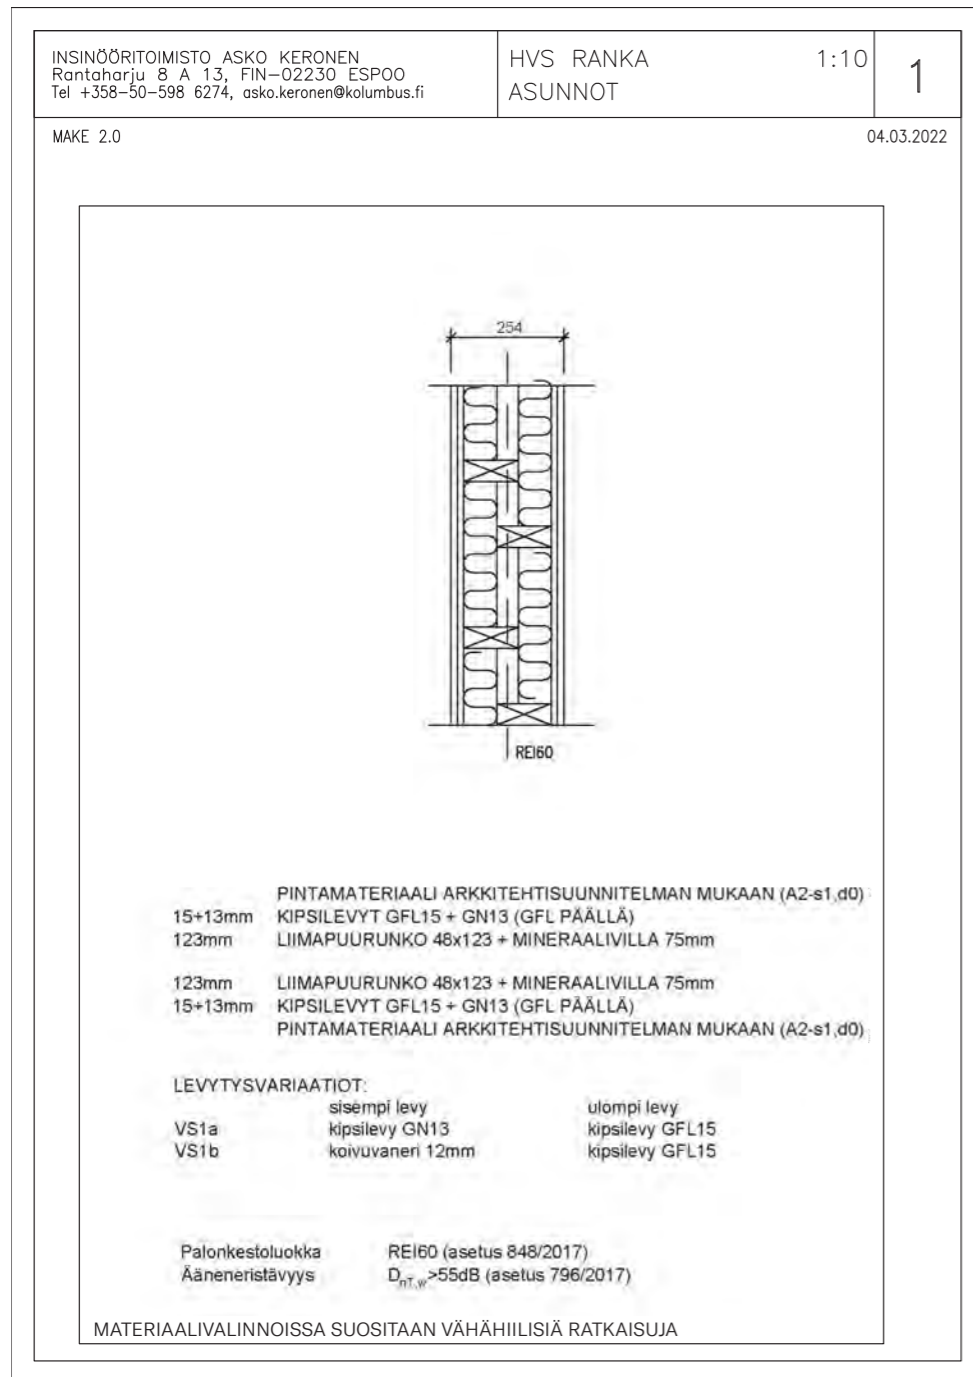 INSINÖÖRITOIMISTO ASKO KERONEN
Rantaharju 8 A 13, FIN-02230 ESPOO
Tel +358-50-598 6274, asko.keronen@kolumbus.fi
HVS RANKA 1:10
ASUNNOT
1
MAKE 2.0 04.03.2022
254
REI60
PINTAMATERIAALI ARKKITEHTISUUNNITELMAN MUKAAN (A2-s1,d0)
15+13mm KIPSILEVYT GFL15 + GN13 (GFL PÄÄLLÄ)
123mm LIIMAPUURUNKO 48x123 + MINERAALIVILLA 75mm
123mm LIIMAPUURUNKO 48x123 + MINERAALIVILLA 75mm
15+13mm KIPSILEVYT GFL15 + GN13 (GFL PÄÄLLÄ)
PINTAMATERIAALI ARKKITEHTISUUNNITELMAN MUKAAN (A2-s1,d0)
LEVYTYSVARIAATIOT:
sisempi levy ulompi levy
VS1a kipsilevy GN13 kipsilevy GFL15
VS1b koivuvaneri 12mm kipsilevy GFL15
Palonkestoluokka REI60 (asetus 848/2017)
Ääneneristävyys DnT,w>55dB (asetus 796/2017)
MATERIAALIVALINNOISSA SUOSITAAN VÄHÄHIILISIÄ RATKAISUJA